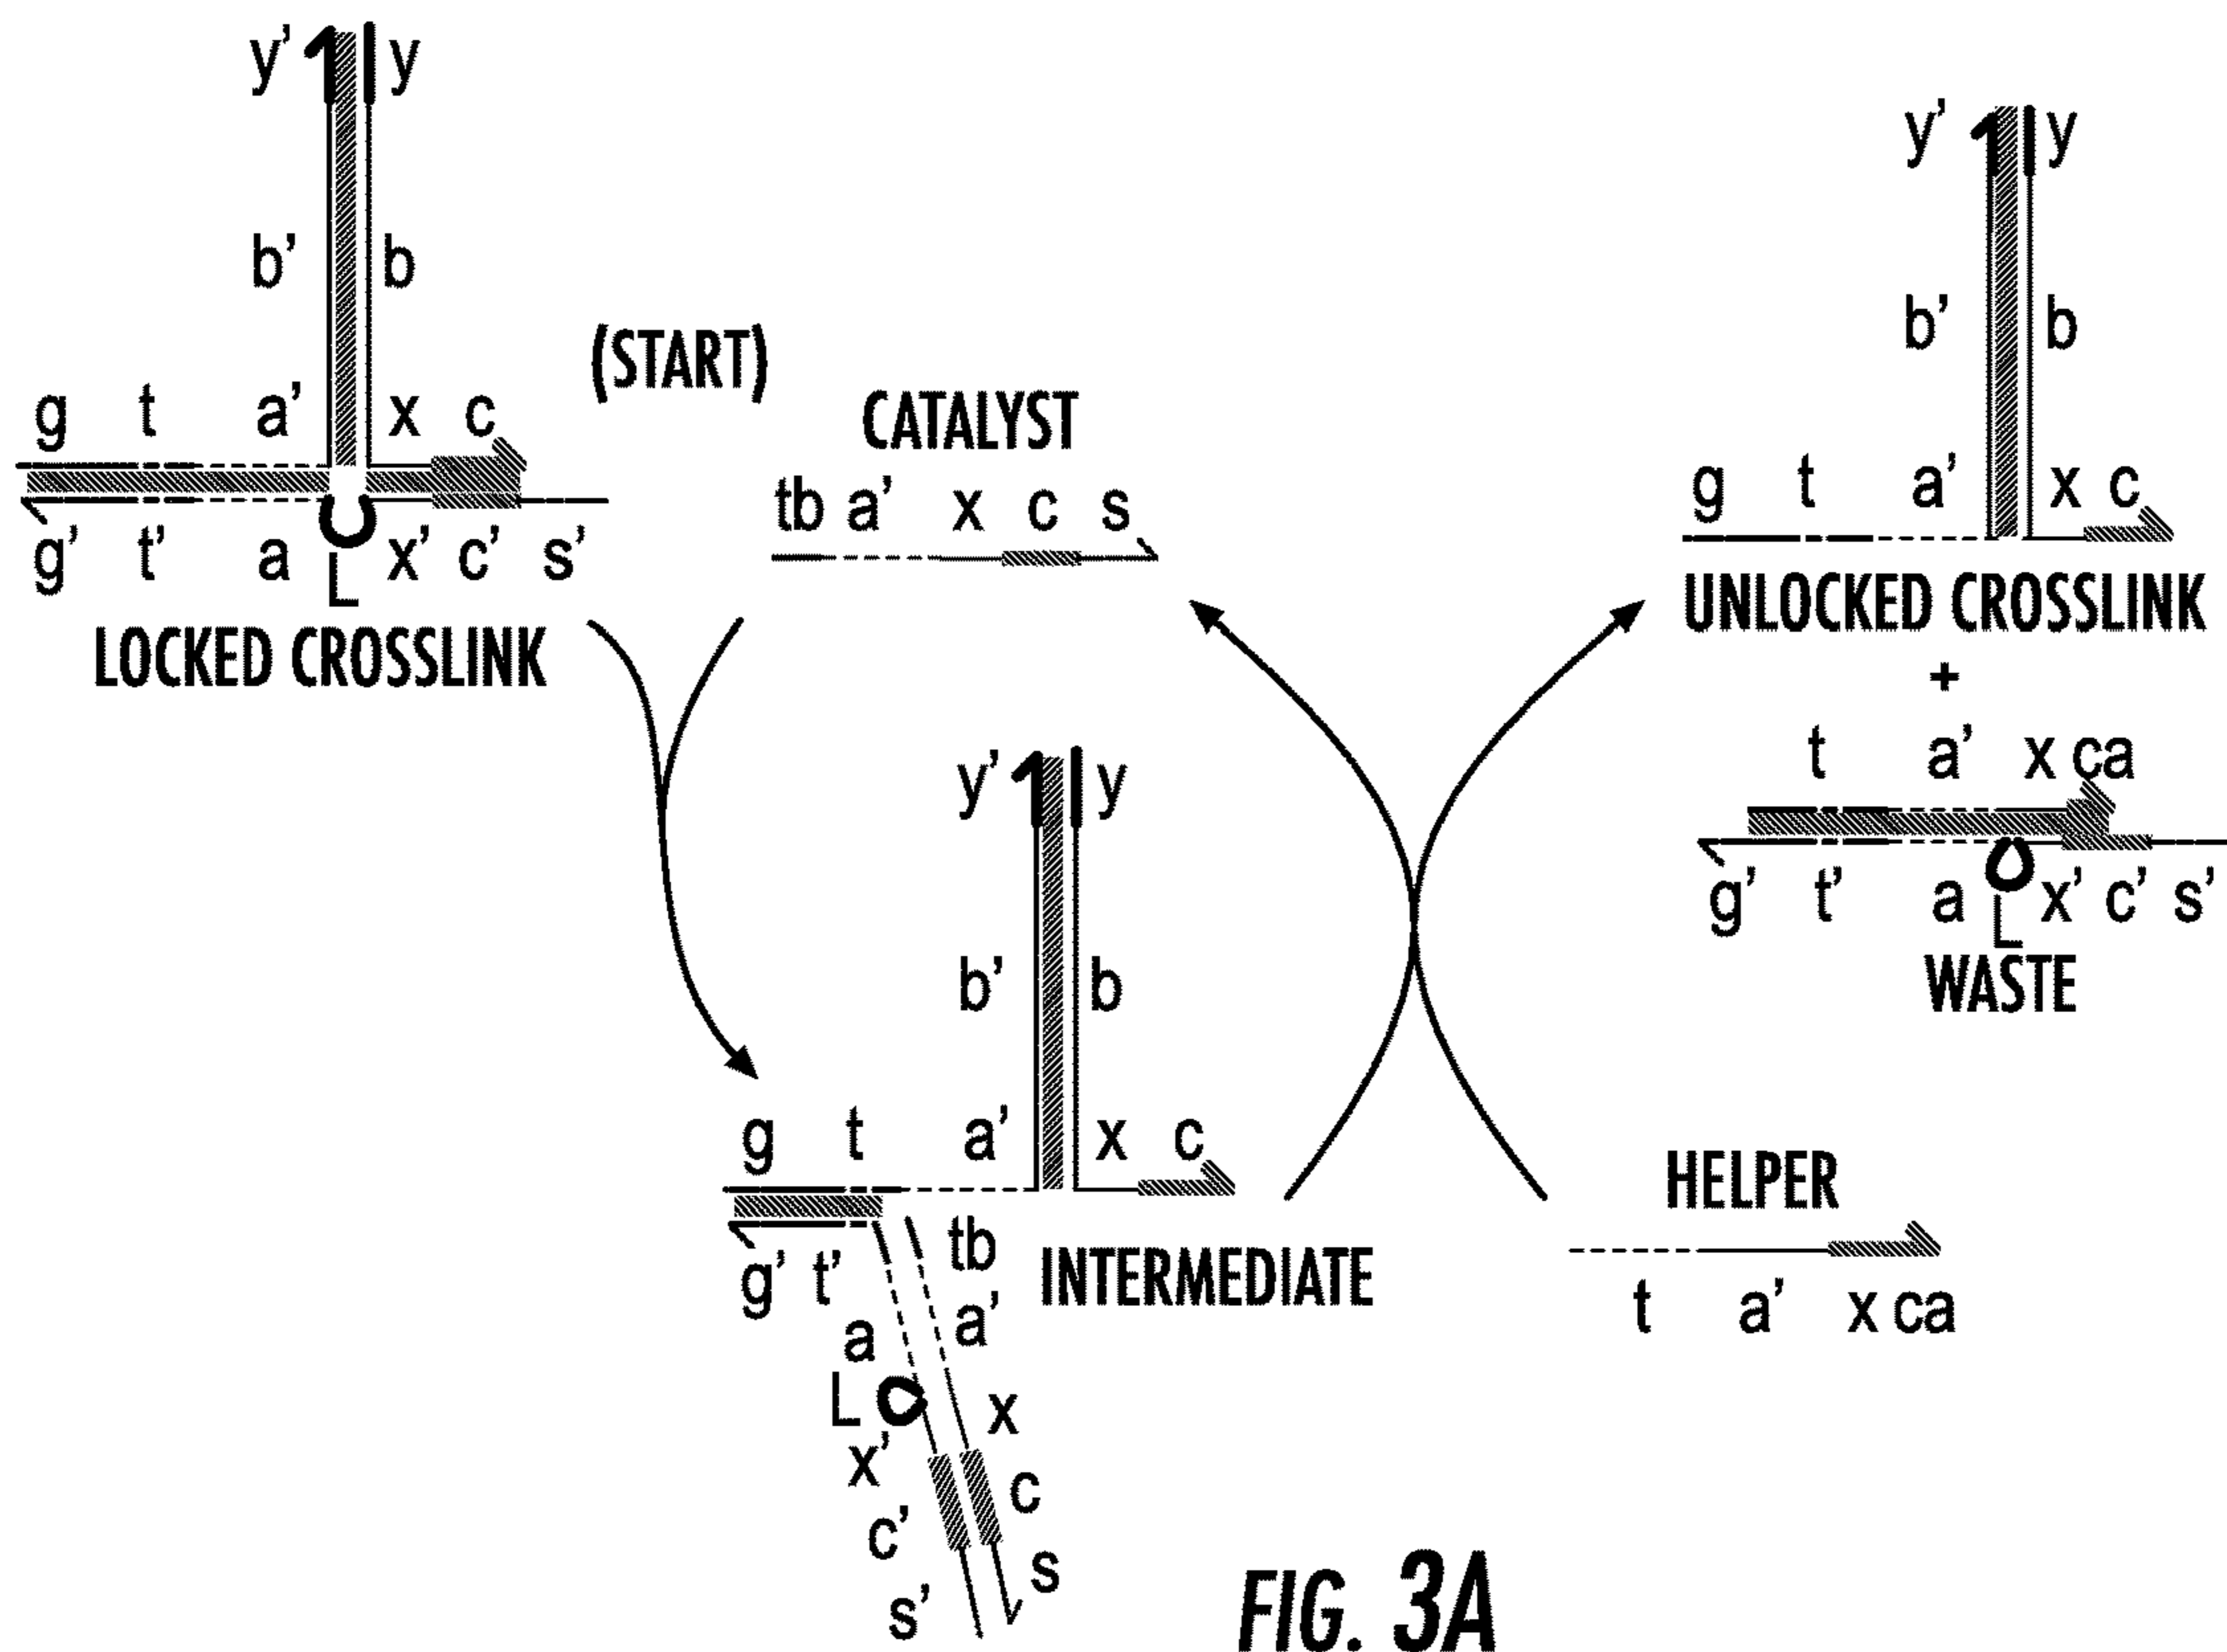 y' y
b' b
g t a' x c
g' t' a L x' c' s'
LOCKED CROSSLINK
(START)
CATALYST
tb a' x c s
y' y
b' b
g t a' x c
UNLOCKED CROSSLINK
+
t a' x ca
g' t' a L x' c' s'
WASTE
y' y
b' b
g t a' x c
g' t' tb
a a'
L x
x' c
c' s
s'
INTERMEDIATE
HELPER
t a' x ca
FIG. 3A